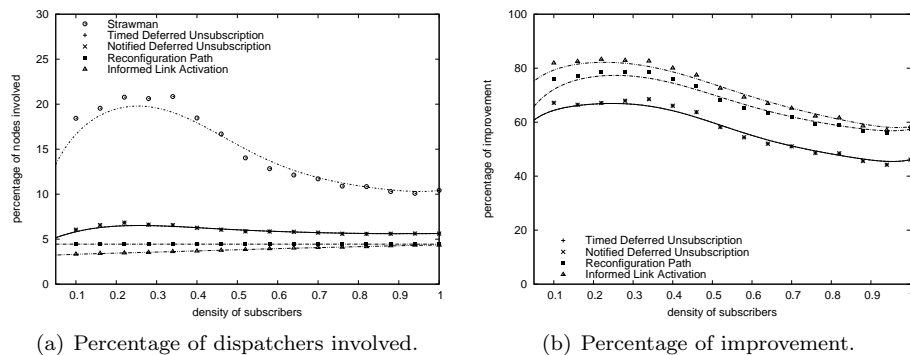 30
25
20
15
10
5
0
percentage of nodes involved
Strawman
Timed Deferred Unsubscription
Notified Deferred Unsubscription
Reconfiguration Path
Informed Link Activation
0.1 0.2 0.3 0.4 0.5 0.6 0.7 0.8 0.9 1
density of subscribers
(a) Percentage of dispatchers involved.
100
80
60
40
20
0
percentage of improvement
Timed Deferred Unsubscription
Notified Deferred Unsubscription
Reconfiguration Path
Informed Link Activation
0.1 0.2 0.3 0.4 0.5 0.6 0.7 0.8 0.9 1
density of subscribers
(b) Percentage of improvement.